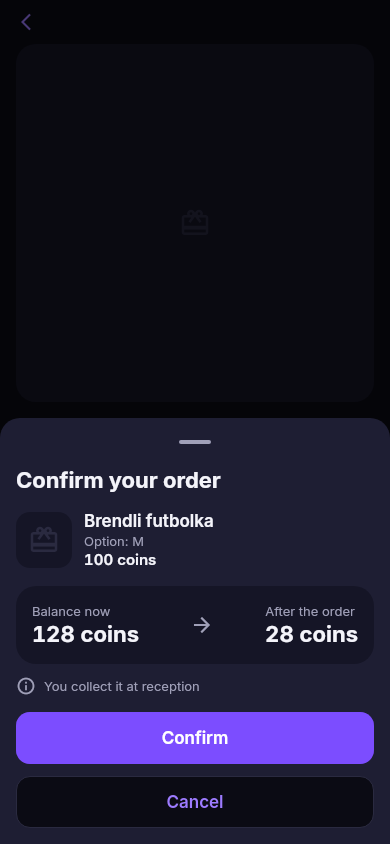 Confirm your order
Brendli futbolka
Option: M
100 coins
Balance now
128 coins
After the order
28 coins
You collect it at reception
Confirm
Cancel